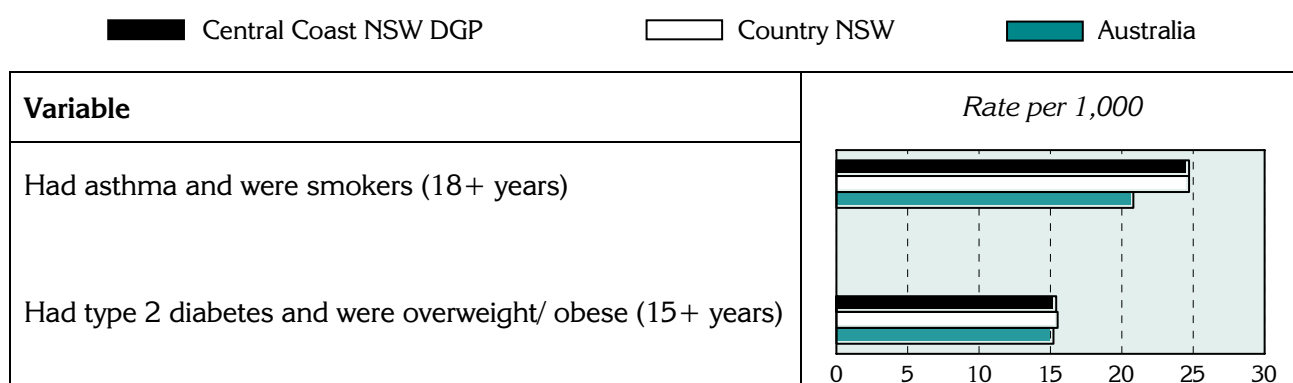 Central Coast NSW DGP Country NSW Australia
Variable Rate per 1,000
Had asthma and were smokers (18+ years)
Had type 2 diabetes and were overweight/ obese (15+ years)
0 5 10 15 20 25 30